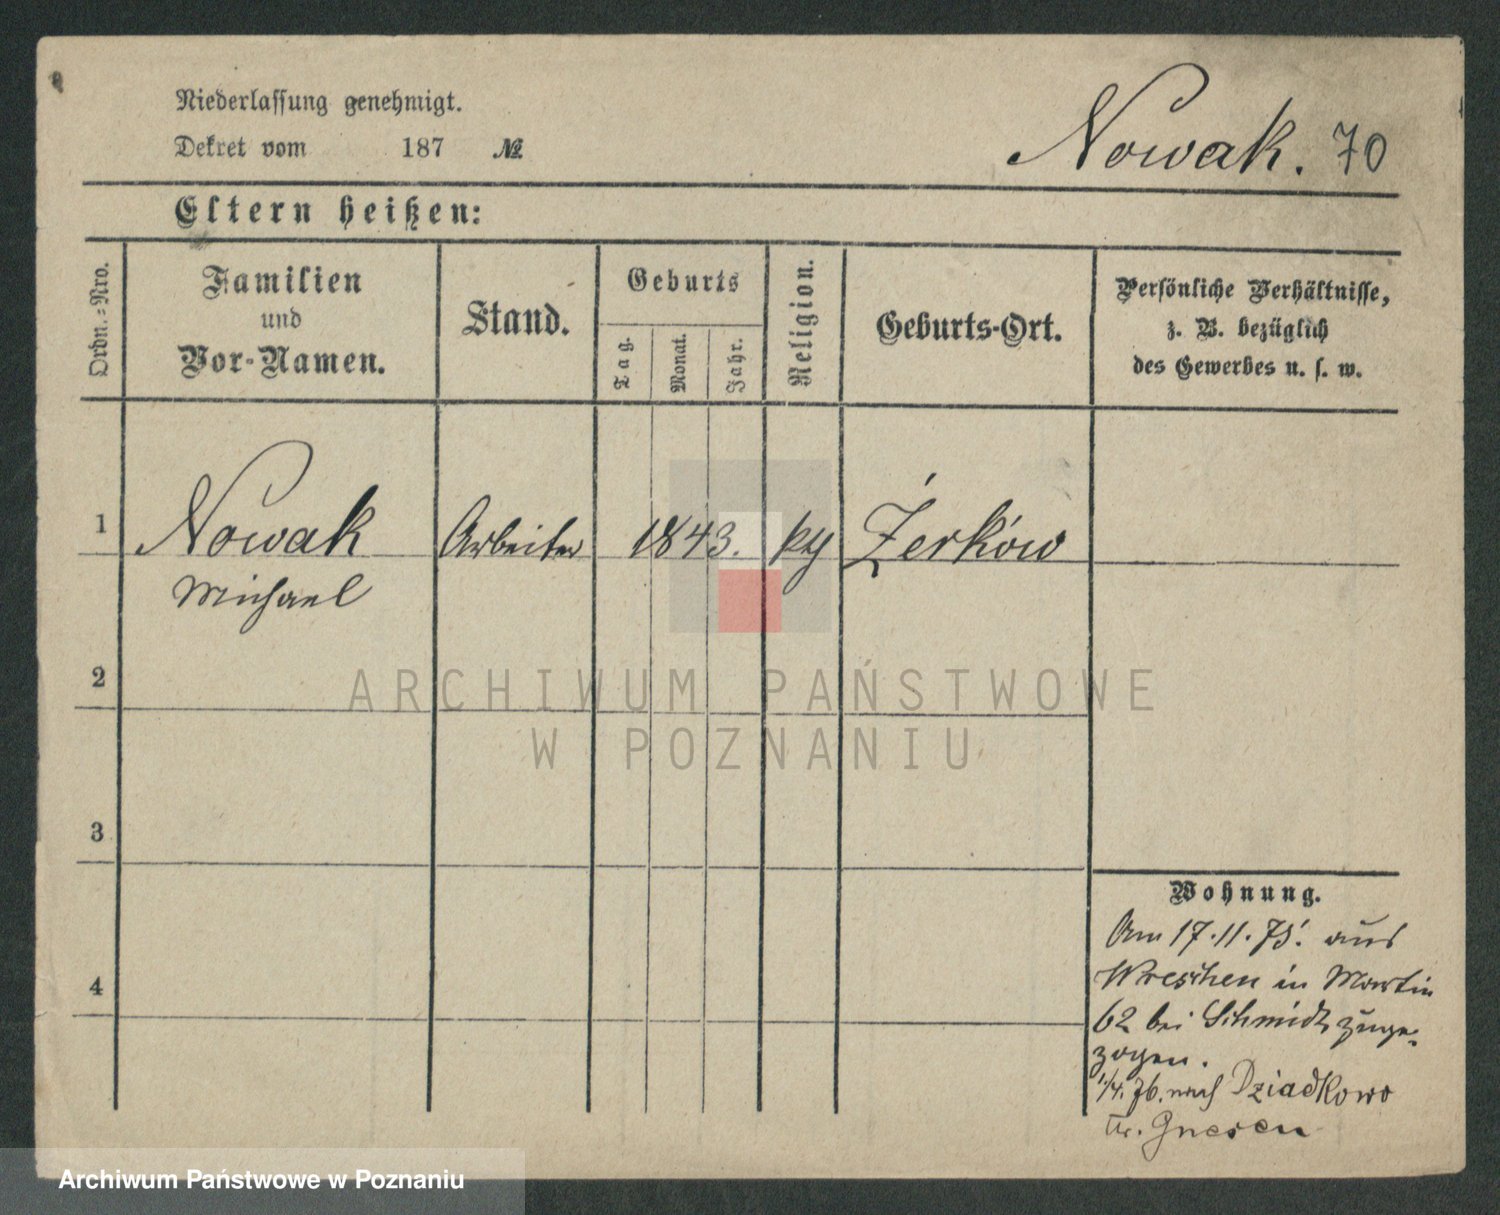 Niederlassung genehmigt.
Dekret vom 187 №
Nowak. 70
Eltern heißen:
Ordn.-Nro.
Familien
und
Vor-Namen.
Stand.
Geburts
Tag.
Monat.
Jahr.
Religion.
Geburts-Ort.
Persönliche Verhältnisse,
z. B. bezüglich
des Gewerbes u. s. w.
1
Nowak
Michael
Arbeiter
1843.
Żerków
2
3
4
Wohnung.
Am 17.11.75. aus
Wreschen in Martin
62 bei Schmidt zuge-
zogen.
1/4. 76. nach Dziadkowo
Kr. Gnesen
ARCHIWUM PAŃSTWOWE
W POZNANIU
Archiwum Państwowe w Poznaniu